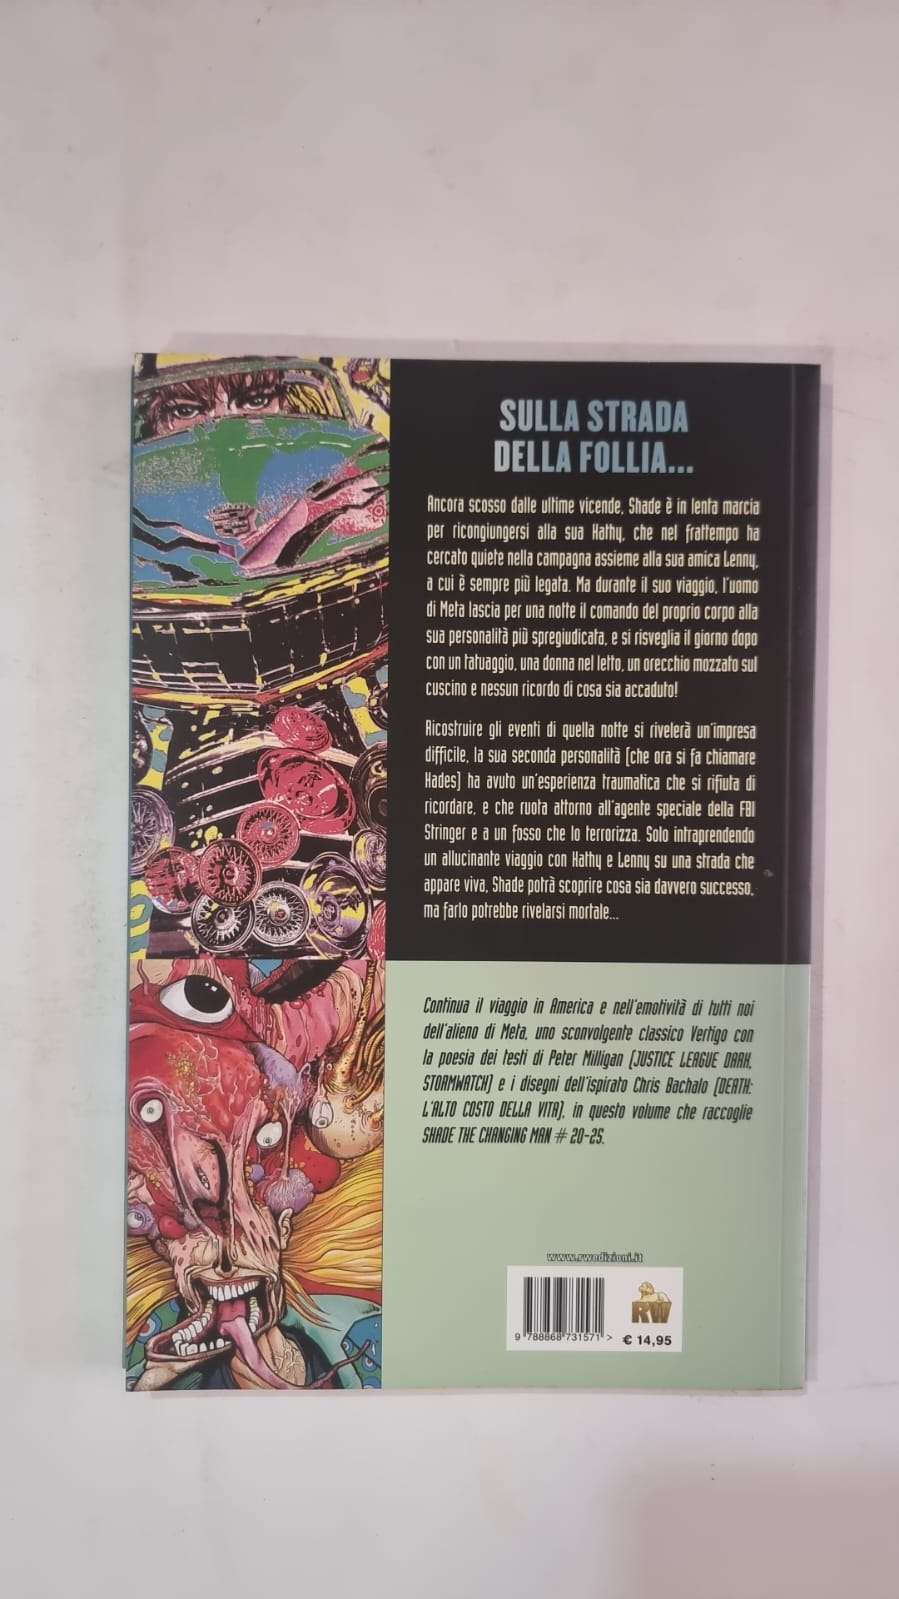 SULLA STRADA
DELLA FOLLIA...
Ancora scosso dalle ultime vicende, Shade è in lenta marcia
per ricongiungersi alla sua Kathy, che nel frattempo ha
cercato quiete nella campagna assieme alla sua amica Lenny,
a cui è sempre più legata. Ma durante il suo viaggio, l'uomo
di Meta lascia per una notte il comando del proprio corpo alla
sua personalità più spregiudicata, e si risveglia il giorno dopo
con un tatuaggio, una donna nel letto, un orecchio mozzato sul
cuscino e nessun ricordo di cosa sia accaduto!
Ricostruire gli eventi di quella notte si rivelerà un'impresa
difficile, la sua seconda personalità (che ora si fa chiamare
Hades) ha avuto un'esperienza traumatica che si rifiuta di
ricordare, e che ruota attorno all'agente speciale della FBI
Stringer e a un fosso che lo terrorizza. Solo intraprendendo
un allucinante viaggio con Kathy e Lenny su una strada che
appare viva, Shade potrà scoprire cosa sia davvero successo,
ma farlo potrebbe rivelarsi mortale...
Continua il viaggio in America e nell'emotività di tutti noi
dell'alieno di Meta, uno sconvolgente classico Vertigo con
la poesia dei testi di Peter Milligan (JUSTICE LEAGUE DARK,
STORMWATCH) e i disegni dell'ispirato Chris Bachalo (DEATH:
L'ALTO COSTO DELLA VITA), in questo volume che raccoglie
SHADE THE CHANGING MAN # 20-25.
www.rwedizioni.it
RW
9 788868 731571 >
€ 14,95